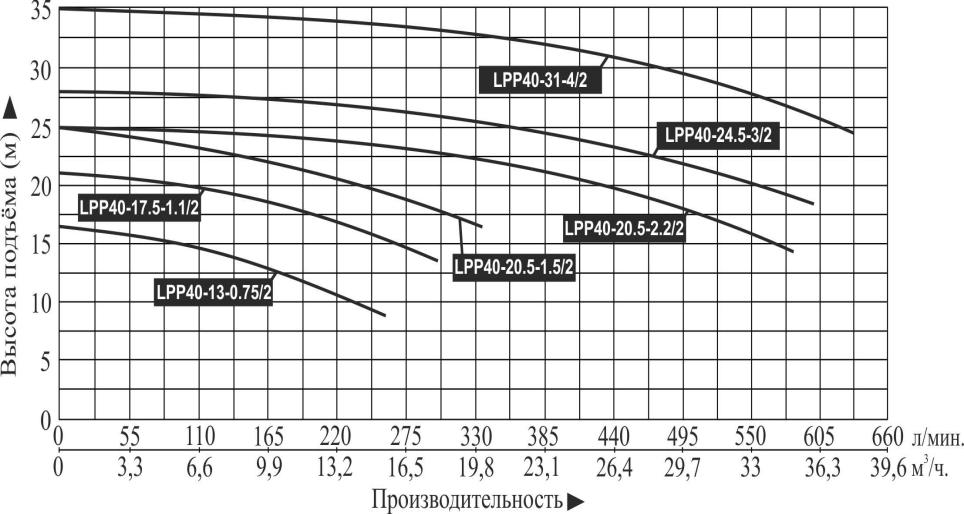 35
30
25
20
15
10
5
0
Высота подъёма (м)
LPP40-31-4/2
LPP40-24.5-3/2
LPP40-17.5-1.1/2
LPP40-20.5-2.2/2
LPP40-20.5-1.5/2
LPP40-13-0.75/2
0 55 110 165 220 275 330 385 440 495 550 605 660 л/мин.
0 3,3 6,6 9,9 13,2 16,5 19,8 23,1 26,4 29,7 33 36,3 39,6 м³/ч.
Производительность